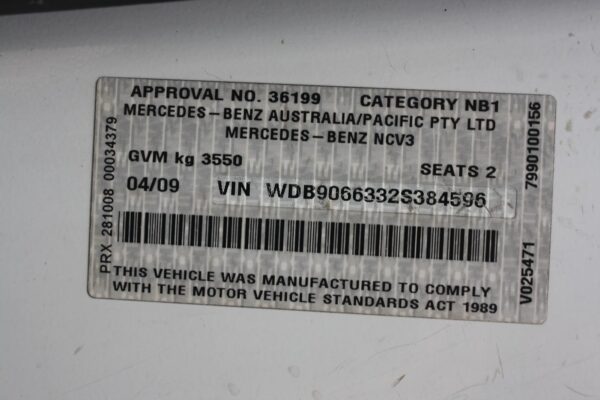 APPROVAL NO. 36199 CATEGORY NB1
MERCEDES-BENZ AUSTRALIA/PACIFIC PTY LTD
MERCEDES-BENZ NCV3
GVM kg 3550 SEATS 2
04/09 VIN WDB9066332S384596
THIS VEHICLE WAS MANUFACTURED TO COMPLY
WITH THE MOTOR VEHICLE STANDARDS ACT 1989
PRX 281008 00034379
V025471 7990100156